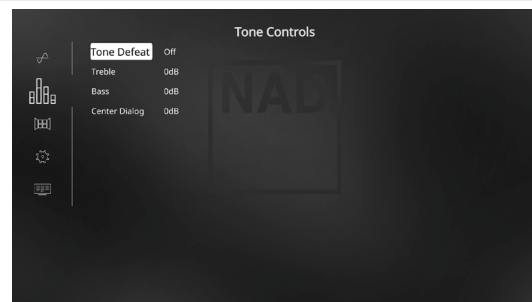 Tone Controls
Tone Defeat Off
Treble 0dB
Bass 0dB
Center Dialog 0dB
NAD